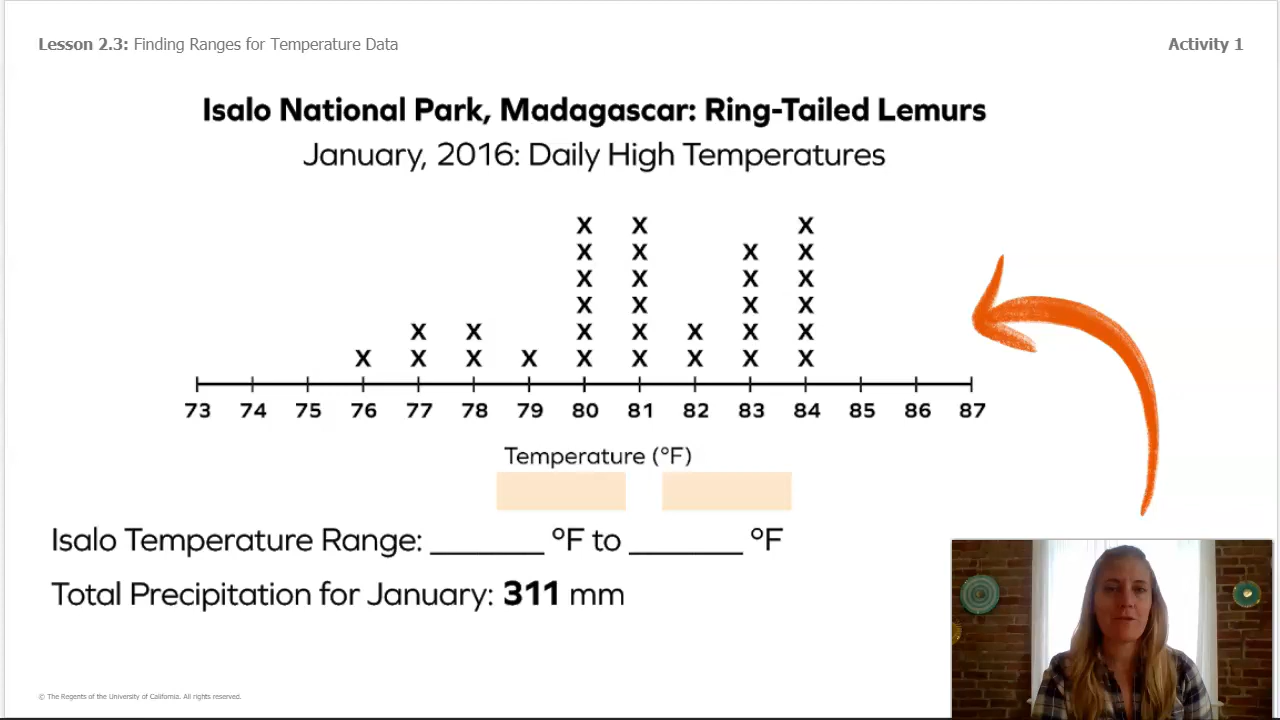 Lesson 2.3: Finding Ranges for Temperature Data
Activity 1
Isalo National Park, Madagascar: Ring-Tailed Lemurs
January, 2016: Daily High Temperatures
X X X
X X X X
X X X X
X X X X
X X X X X X X
X X X X X X X X X
73 74 75 76 77 78 79 80 81 82 83 84 85 86 87
Temperature (°F)
Isalo Temperature Range: ________ °F to ________ °F
Total Precipitation for January: 311 mm
© The Regents of the University of California. All rights reserved.